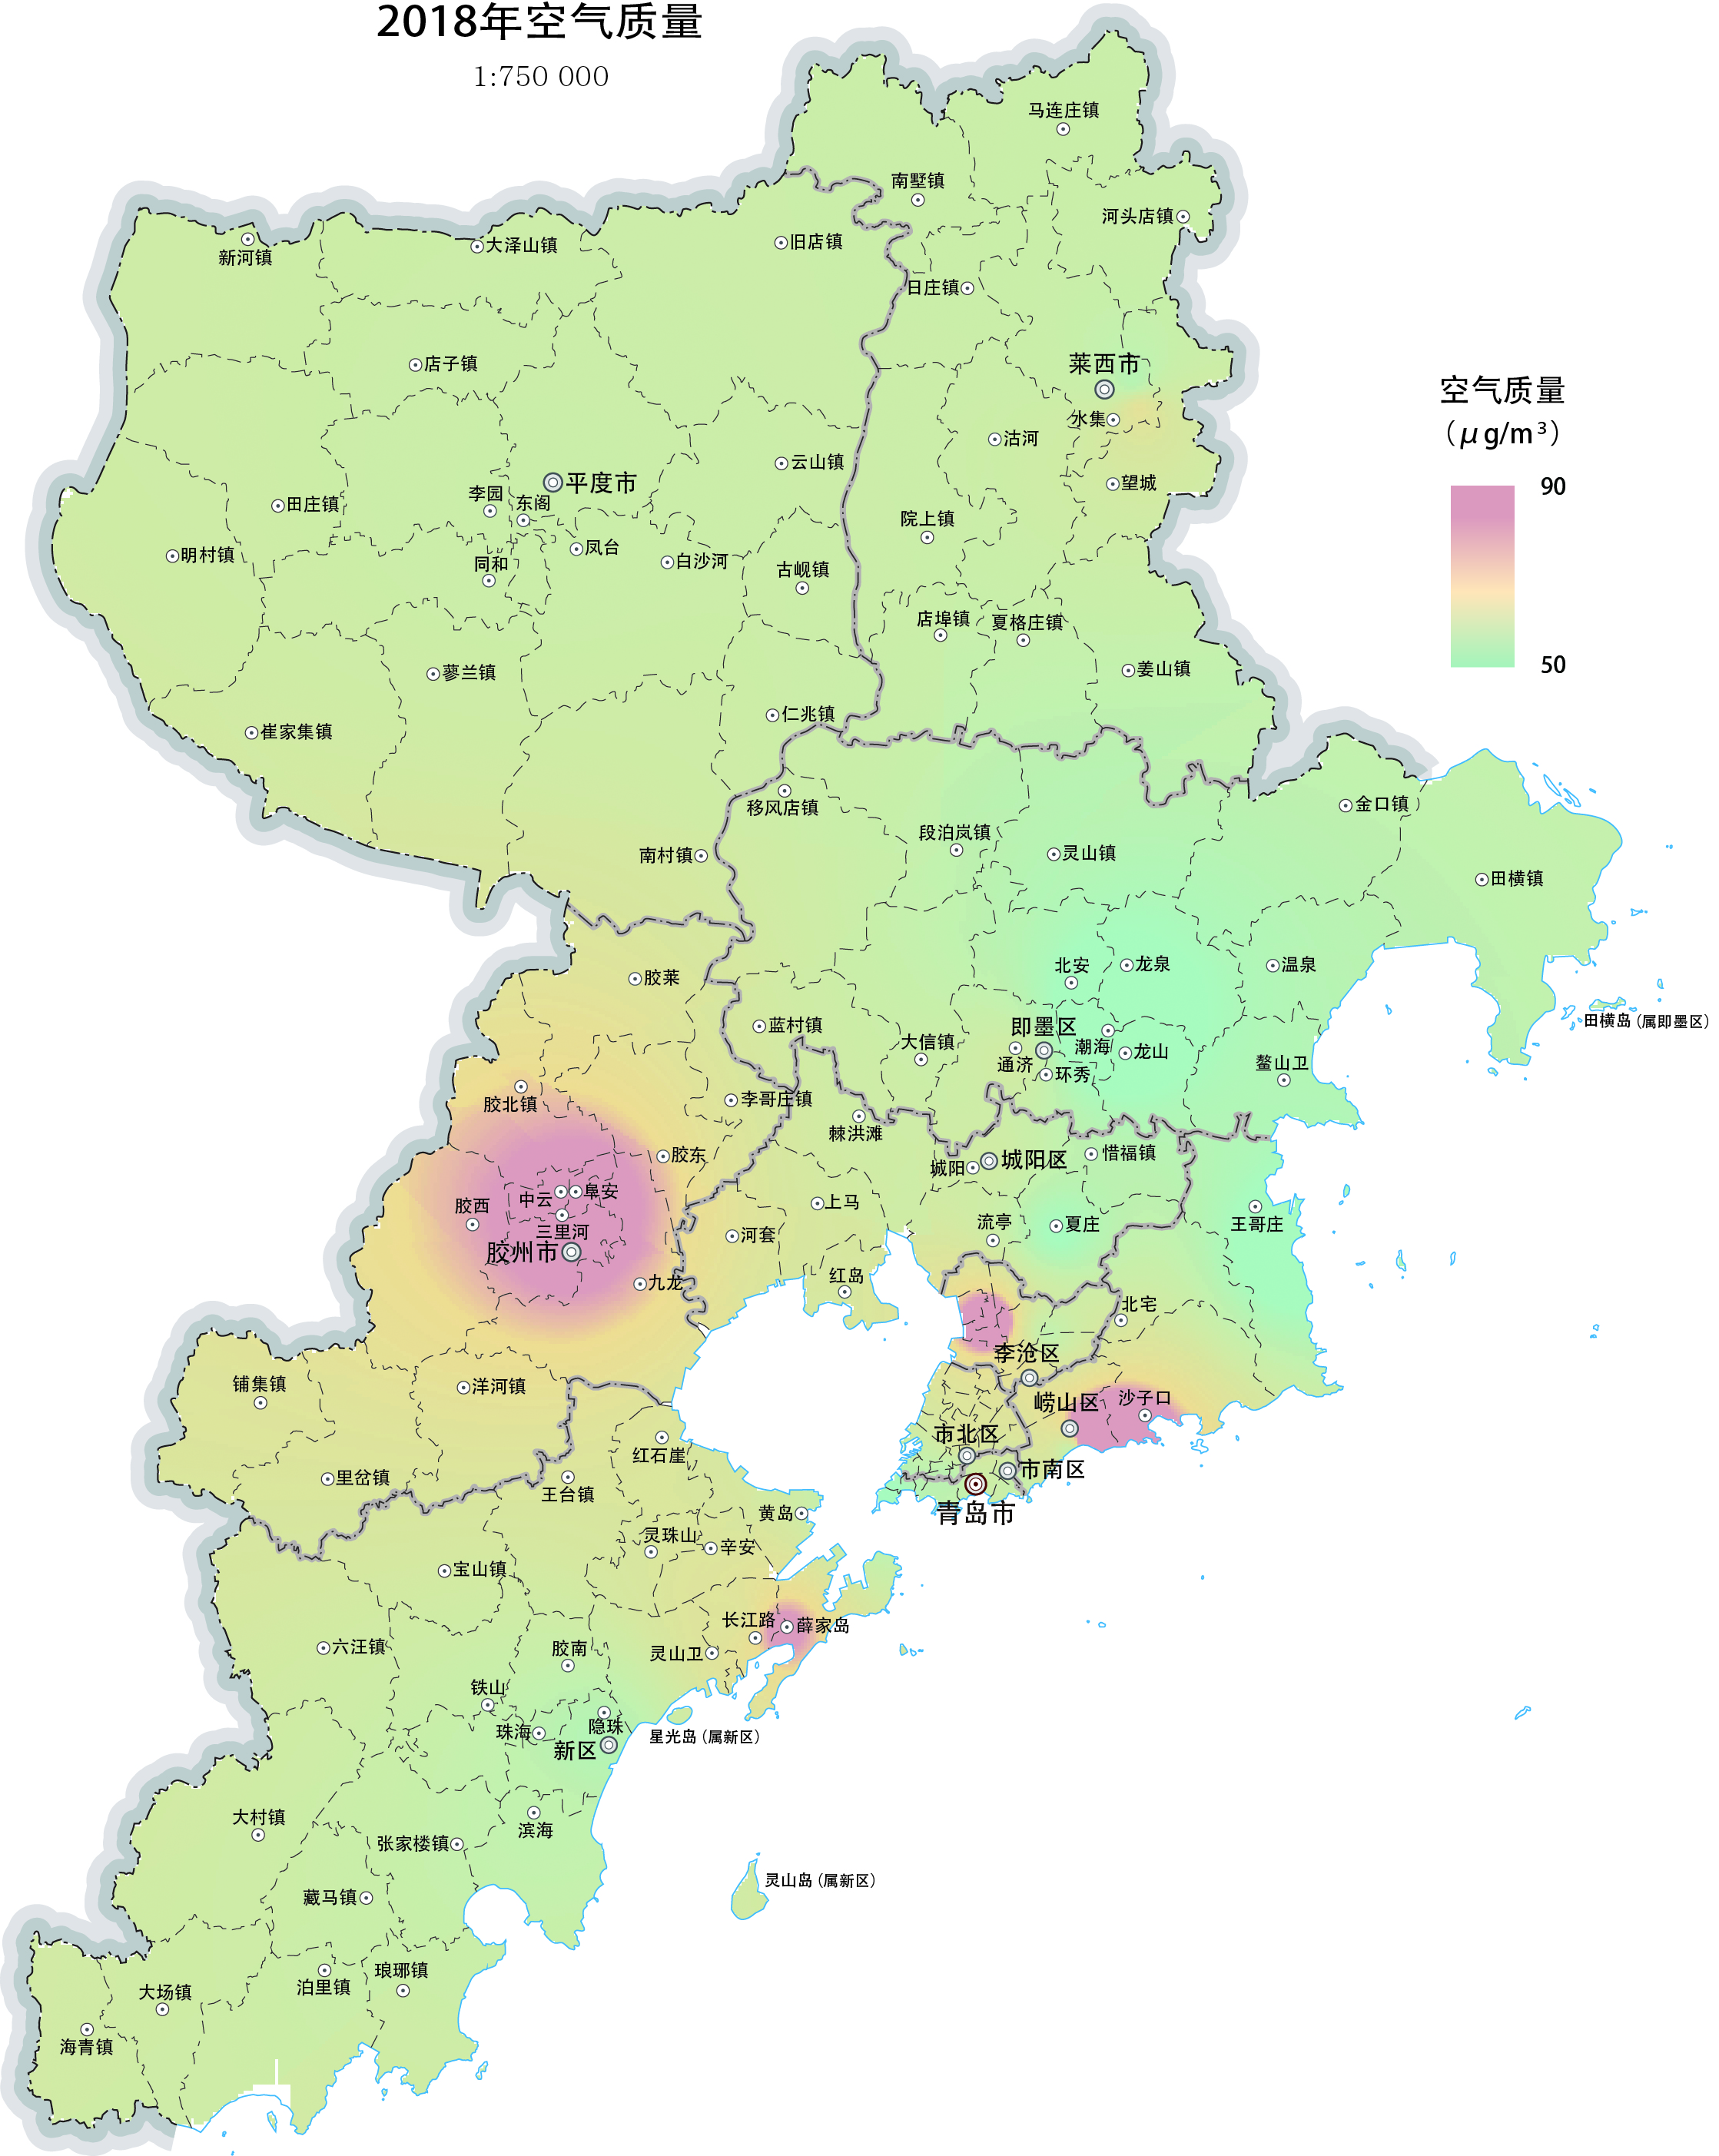 2018年空气质量
1:750 000
马连庄镇
南墅镇
河头店镇
新河镇
大泽山镇
旧店镇
日庄镇
店子镇
莱西市
水集
沽河
望城
云山镇
平度市
李园
东阁
田庄镇
院上镇
明村镇
同和
凤台
白沙河
古岘镇
店埠镇
夏格庄镇
蓼兰镇
姜山镇
仁兆镇
崔家集镇
空气质量
（μg/m³）
90
50
移风店镇
段泊岚镇
灵山镇
金口镇
南村镇
田横镇
胶莱
北安
龙泉
温泉
蓝村镇
大信镇
即墨区
通济
潮海
龙山
环秀
鳌山卫
田横岛（属即墨区）
胶北镇
李哥庄镇
棘洪滩
胶东
城阳
城阳区
惜福镇
胶西
中云
阜安
三里河
胶州市
九龙
上马
河套
红岛
流亭
夏庄
王哥庄
北宅
李沧区
崂山区
沙子口
铺集镇
洋河镇
里岔镇
红石崖
王台镇
市北区
市南区
青岛市
黄岛
灵珠山
辛安
宝山镇
长江路
薛家岛
六汪镇
胶南
灵山卫
铁山
珠海
隐珠
新区
星光岛（属新区）
大村镇
张家楼镇
滨海
灵山岛（属新区）
藏马镇
泊里镇
琅琊镇
大场镇
海青镇